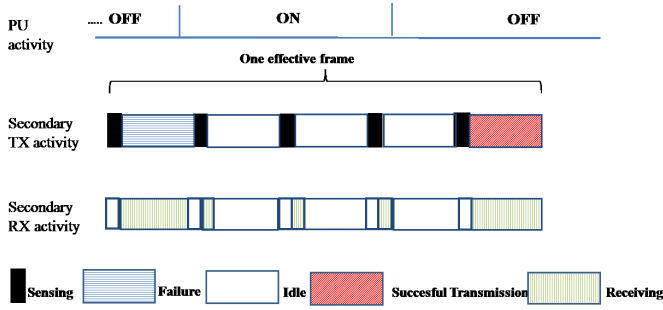 PU activity
..... OFF ON OFF
One effective frame
Secondary TX activity
Secondary RX activity
Sensing Failure Idle Succesful Transmission Receiving